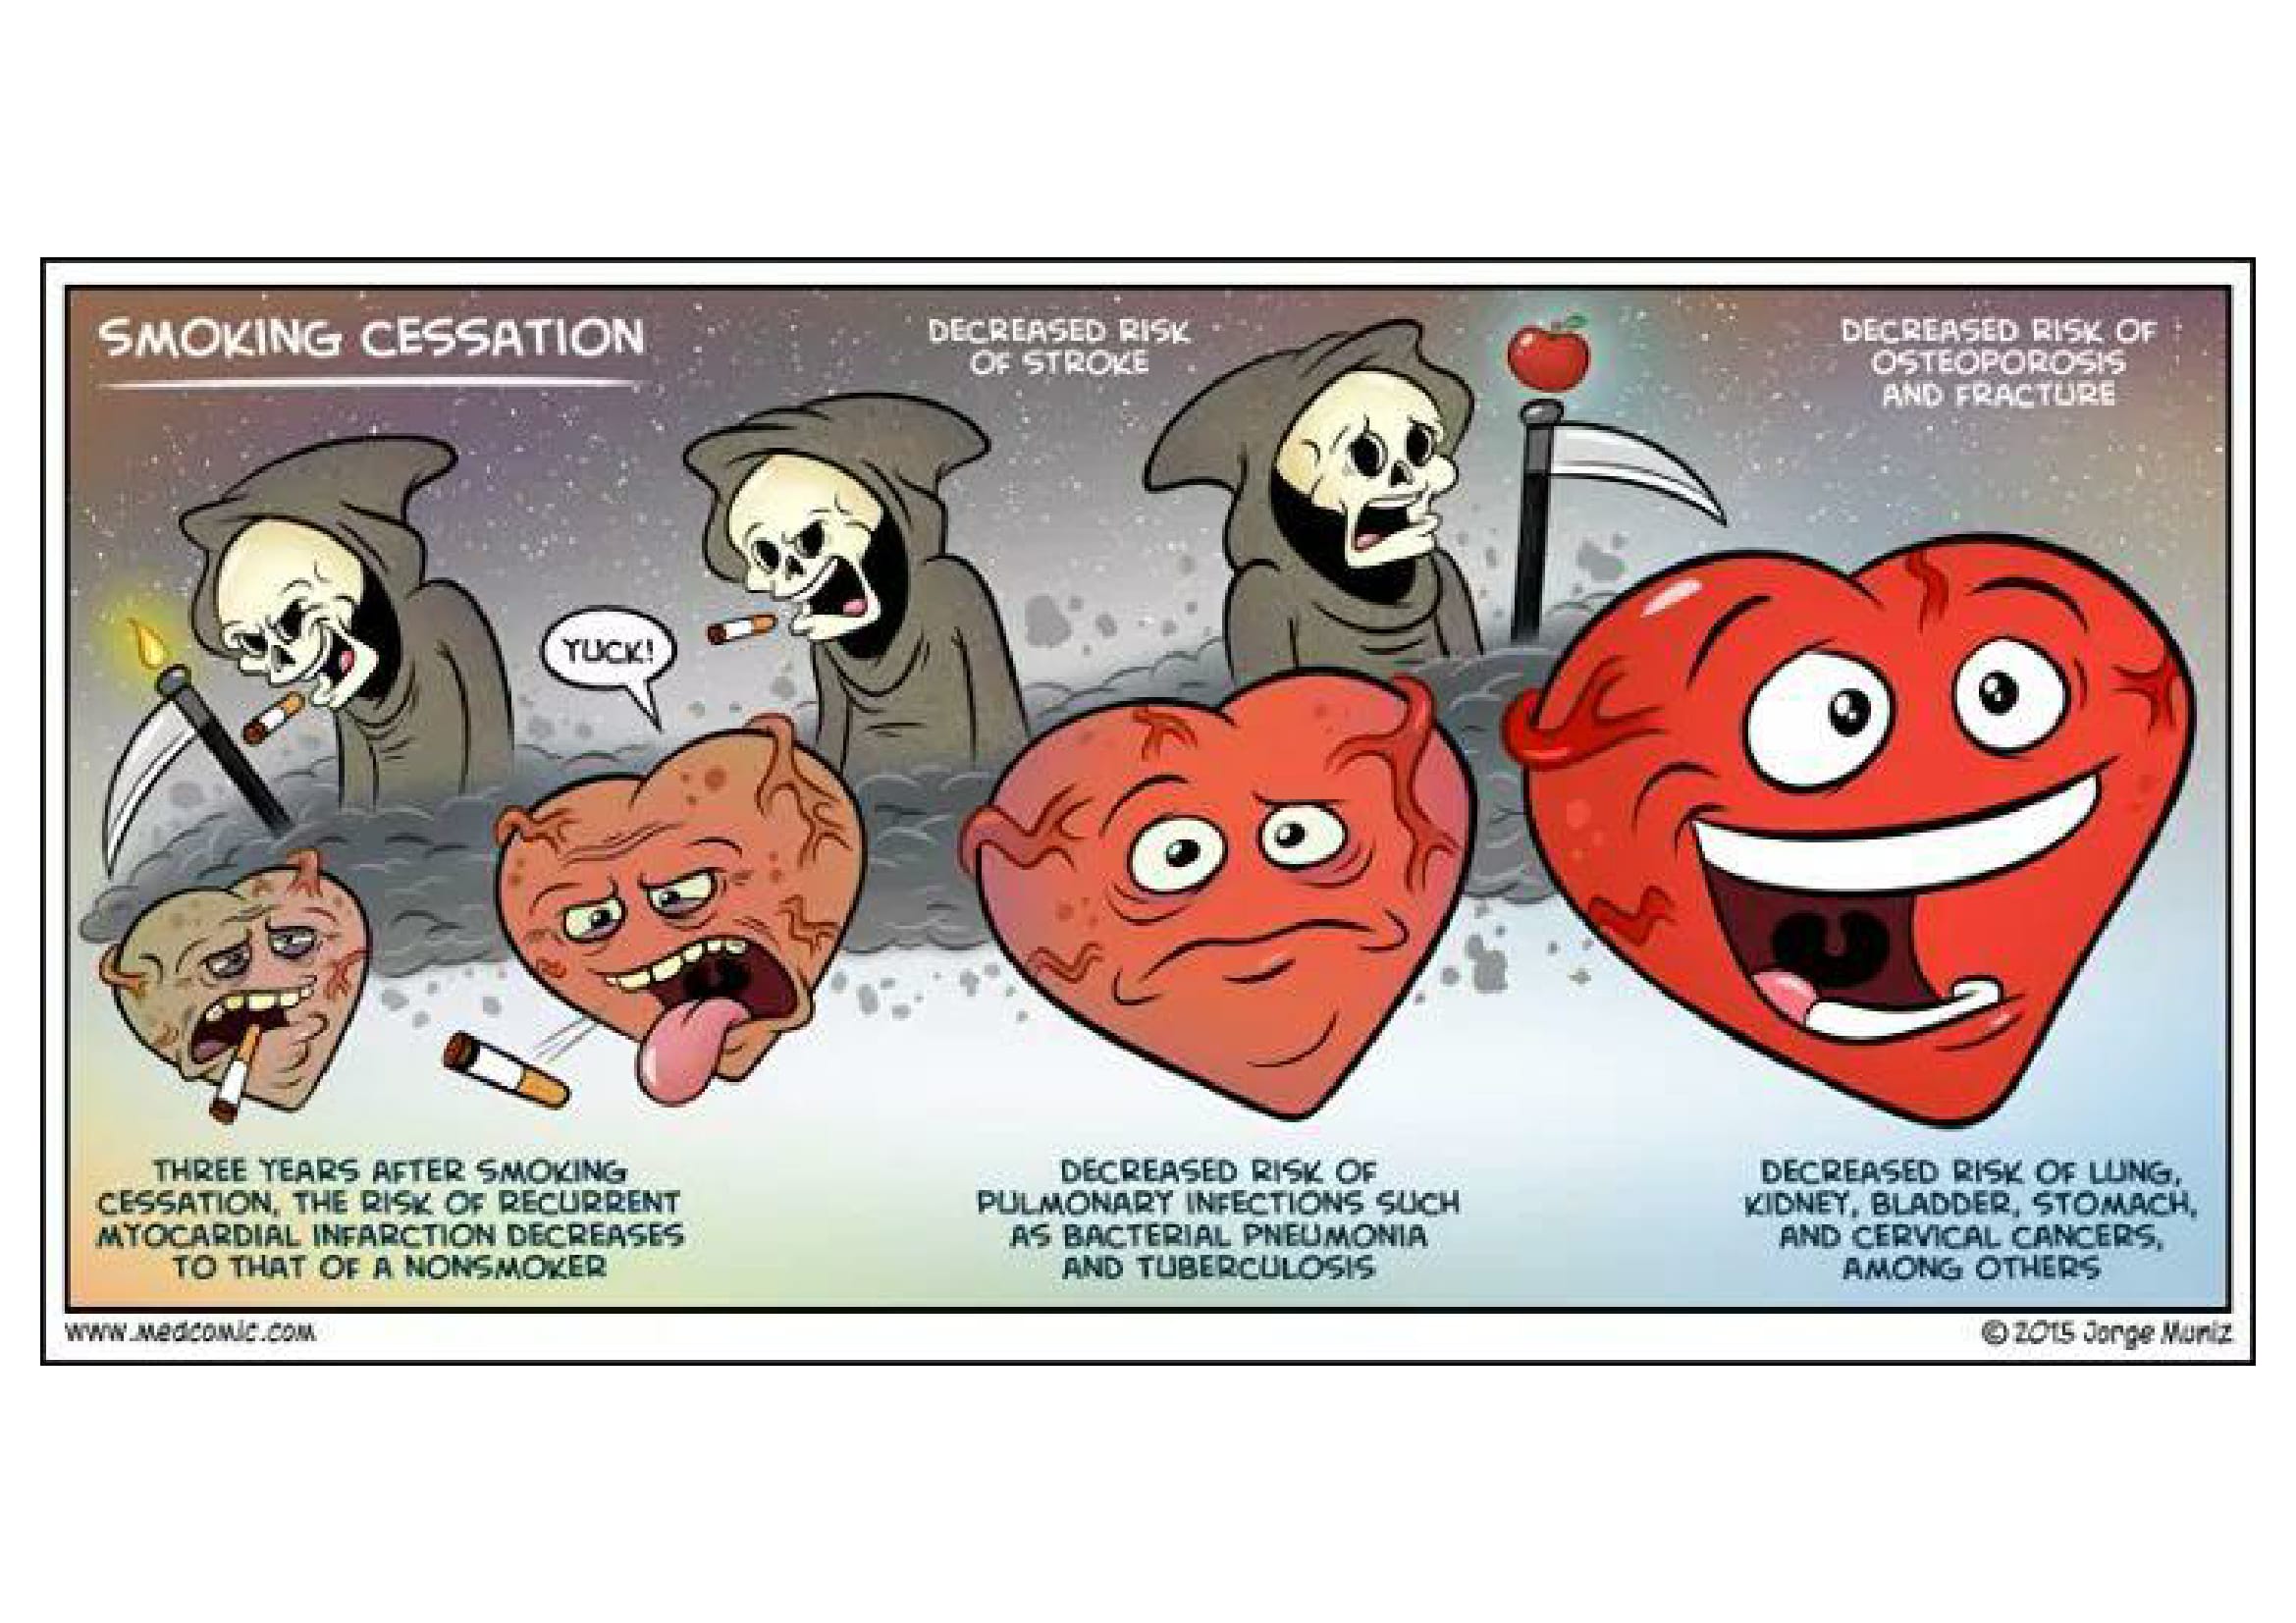 SMOKING CESSATION
DECREASED RISK
OF STROKE
DECREASED RISK OF
OSTEOPOROSIS
AND FRACTURE
YUCK!
THREE YEARS AFTER SMOKING
CESSATION, THE RISK OF RECURRENT
MYOCARDIAL INFARCTION DECREASES
TO THAT OF A NONSMOKER
DECREASED RISK OF
PULMONARY INFECTIONS SUCH
AS BACTERIAL PNEUMONIA
AND TUBERCULOSIS
DECREASED RISK OF LUNG,
KIDNEY, BLADDER, STOMACH,
AND CERVICAL CANCERS,
AMONG OTHERS
www.medcomic.com
© 2015 Jorge Muniz